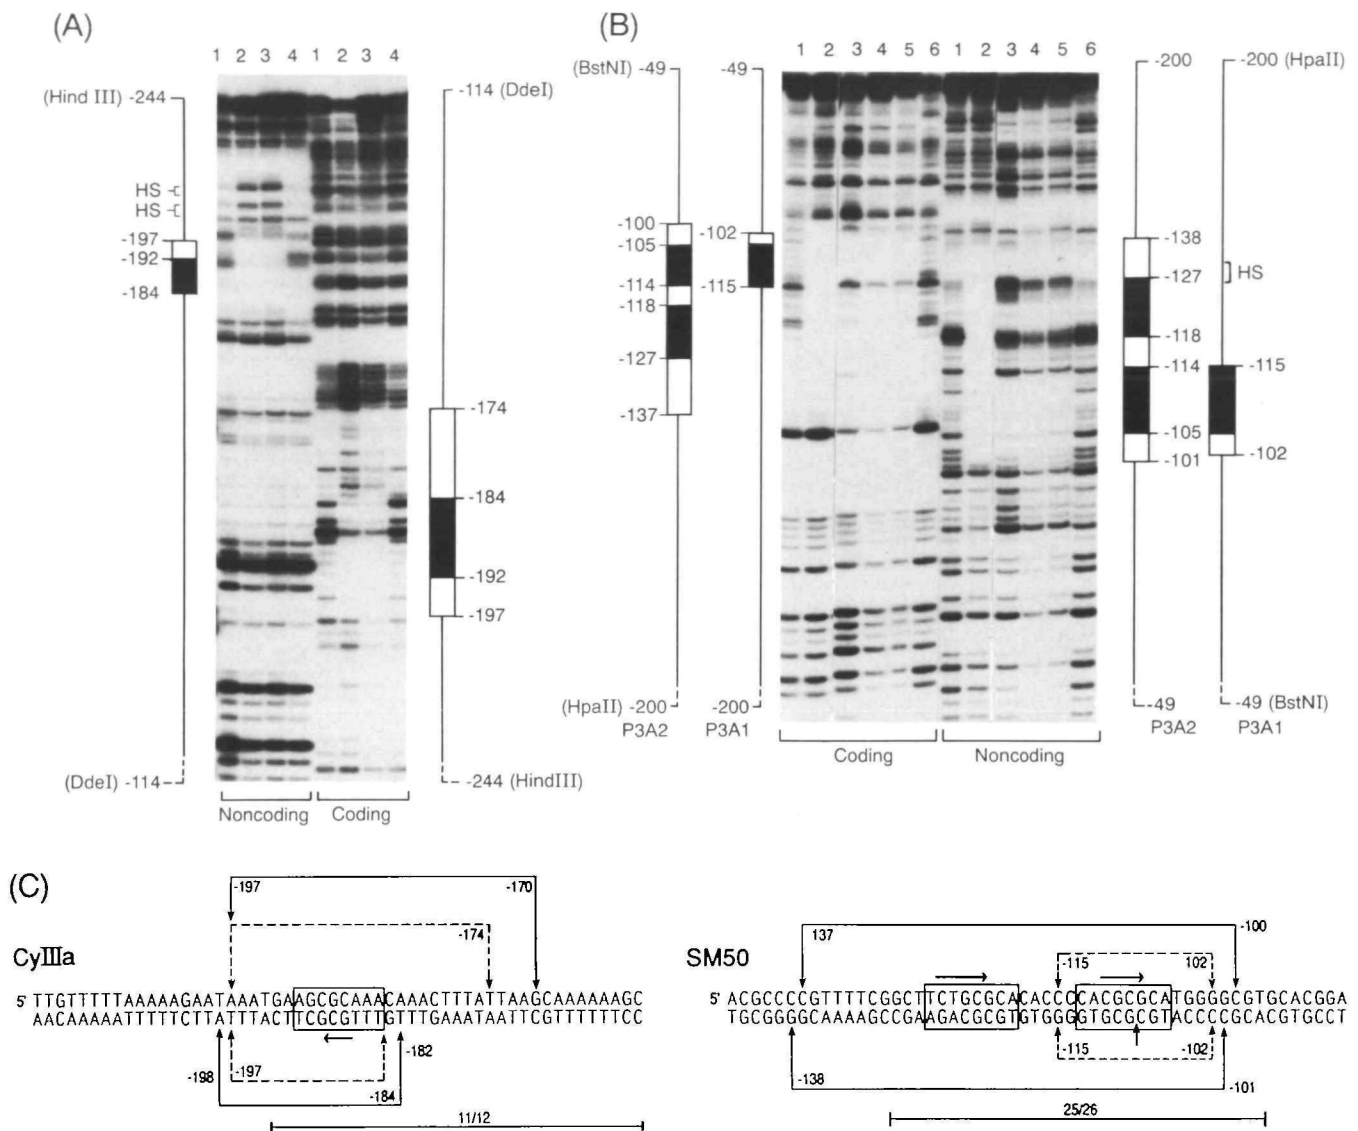 (A)
1 2 3 4 1 2 3 4
(Hind III) -244
-114 (DdeI)
HS
HS
-197
-192
-184
-174
-184
-192
-197
(DdeI) -114
-244 (HindIII)
Noncoding Coding
(B)
1 2 3 4 5 6 1 2 3 4 5 6
(BstNI) -49 -49
-200 -200 (HpaII)
-100
-105
-114
-118
-127
-137
-102
-115
-138
-127
-118
-114
-105
-101
HS
-115
-102
(HpaII) -200 -200
P3A2 P3A1
-49 -49 (BstNI)
P3A2 P3A1
Coding Noncoding
(C)
CyIIIa
-197 -170
-174
5' TTGTTTTTAAAAAGAATAAATGAAGCGCAAACAAACTTTATTAAGCAAAAAAGC
AACAAAAATTTTTCTTATTTACTTCGCGTTTGTTTGAAATAATTCGTTTTTTCC
-182
-197
-198
-184
11/12
SM50
137 -100
-115 102
5' ACGCCCCGTTTTCGGCTTCTGCGCACACCCCACGCGCATGGGGCGTGCACGGA
TGCGGGGCAAAAGCCGAAGACGCGTGTGGGGTGCGCGTACCCCGCACGTGCCT
-115 -102
-138 -101
25/26